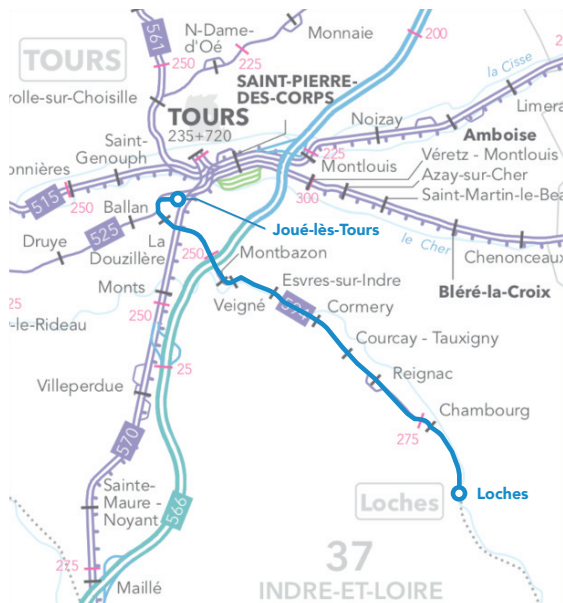 N-Dame-
d'Oé
Monnaie
561
250
225
200
TOURS
la Cisse
rolle-sur-Choisille
SAINT-PIERRE-
DES-CORPS
Limera
TOURS
235+720
Noizay
Amboise
Saint-
Genouph
225
Montlouis
Véretz - Montlouis
onnières
Azay-sur-Cher
515
250
300
Saint-Martin-le-Bea
Ballan
Joué-lès-Tours
525
La
Douzillère
le Cher
Druye
Chenonceaux
250
Montbazon
Bléré-la-Croix
Monts
Esvres-sur-Indre
Veigné
594
Cormery
250
r-le-Rideau
Courcay - Tauxigny
25
Reignac
Villeperdue
Chambourg
275
570
Sainte-
Maure -
Noyant
566
Loches
Loches
37
275
Maillé
INDRE-ET-LOIRE